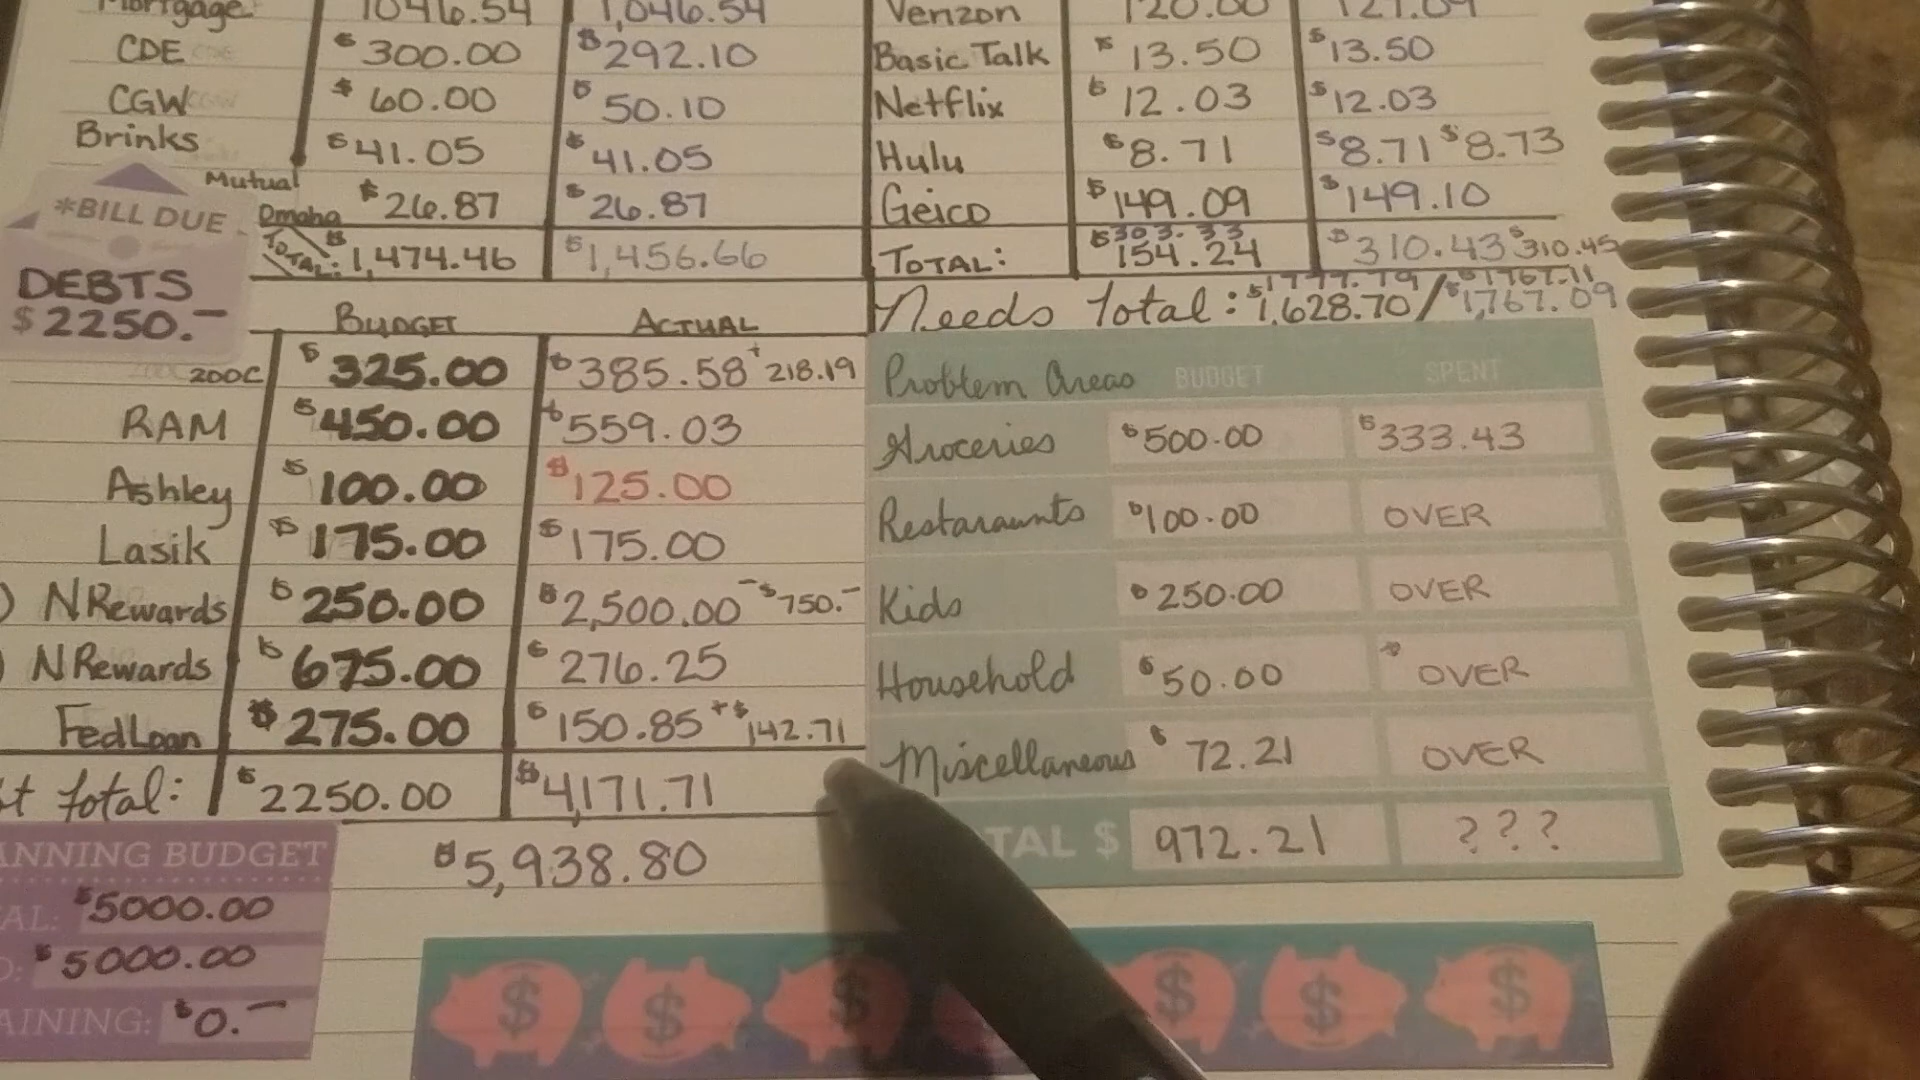 Mortgage 1046.54 1,046.54 Verizon 120.00 127.09
CDE $300.00 $292.10 Basic Talk $13.50 $13.50
CGW $60.00 $50.10 Netflix $12.03 $12.03
Brinks $41.05 $41.05 Hulu $8.71 $8.71 $8.73
Mutual Omaha $26.87 $26.87 Geico $149.09 $149.10
TOTAL: $1,474.46 $1,456.66 TOTAL: $303.33 154.24 $310.43 $310.45
*BILL DUE
DEBTS
$2250.-
Needs Total: $1777.79 1,628.70 / $1767.11 $1,767.09
BUDGET ACTUAL
200C $325.00 $385.58 + 218.19
RAM $450.00 $559.03
Ashley $100.00 $125.00
Lasik $175.00 $175.00
) NRewards $250.00 $2,500.00 - $750.-
) NRewards $675.00 $276.25
FedLoan $275.00 $150.85 + $142.71
t Total: $2250.00 $4,171.71
$5,938.80
Problem Areas BUDGET SPENT
Groceries $500.00 $333.43
Restaraunts $100.00 OVER
Kids $250.00 OVER
Household $50.00 OVER
Miscellaneous $72.21 OVER
TAL $ 972.21 ???
ANNING BUDGET
AL: $5000.00
D: $5000.00
AINING: $0.-